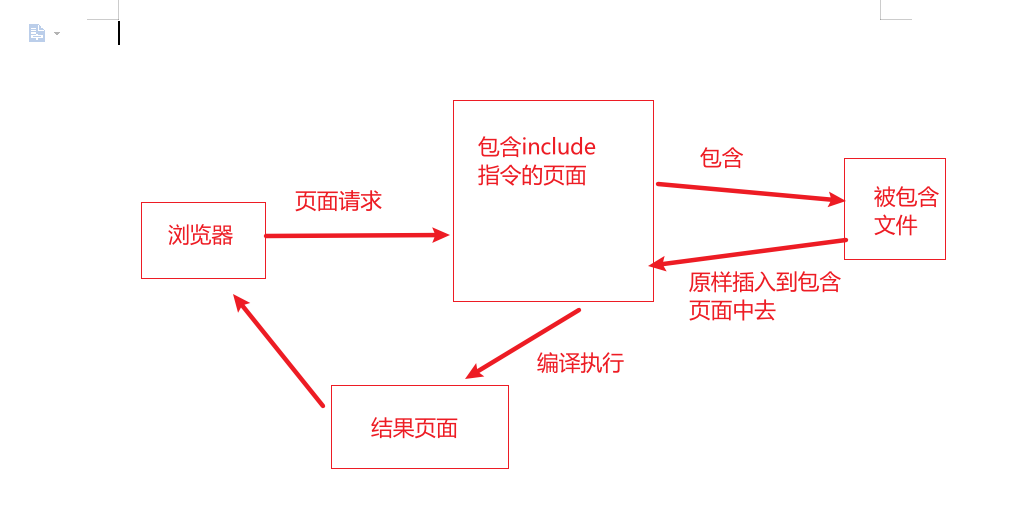 包含include
指令的页面
包含
被包含
文件
页面请求
浏览器
原样插入到包含
页面中去
编译执行
结果页面